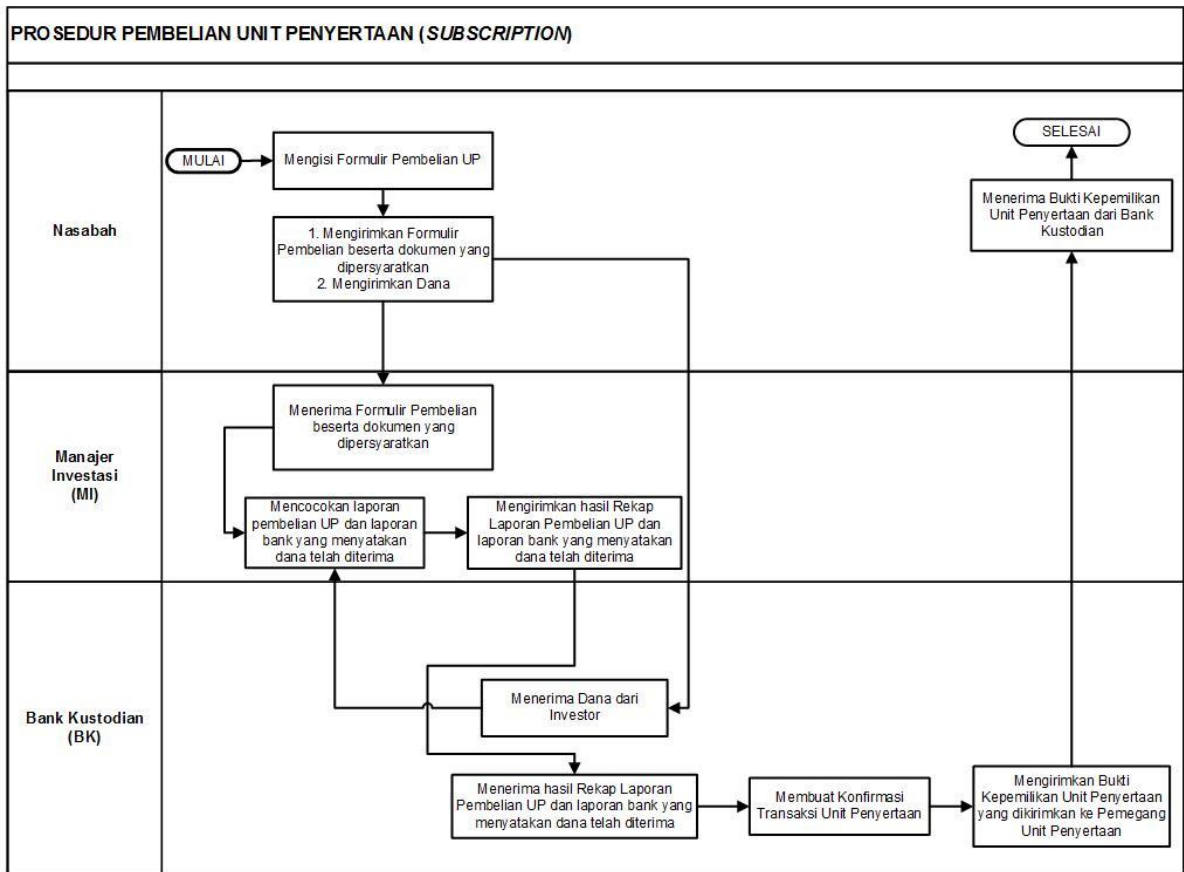 PROSEDUR PEMBELIAN UNIT PENYERTAAN (SUBSCRIPTION)
Nasabah
MULAI
Mengisi Formulir Pembelian UP
1. Mengirimkan Formulir
Pembelian beserta dokumen yang
dipersyaratkan
2. Mengirimkan Dana
SELESAI
Menerima Bukti Kepemilikan
Unit Penyertaan dari Bank
Kustodian
Manajer
Investasi
(MI)
Menerima Formulir Pembelian
beserta dokumen yang
dipersyaratkan
Mencocokan laporan
pembelian UP dan laporan
bank yang menyatakan
dana telah diterima
Mengirimkan hasil Rekap
Laporan Pembelian UP dan
laporan bank yang menyatakan
dana telah diterima
Bank Kustodian
(BK)
Menerima Dana dari
Investor
Menerima hasil Rekap Laporan
Pembelian UP dan laporan bank yang
menyatakan dana telah diterima
Membuat Konfirmasi
Transaksi Unit Penyertaan
Mengirimkan Bukti
Kepemilikan Unit Penyertaan
yang dikirimkan ke Pemegang
Unit Penyertaan